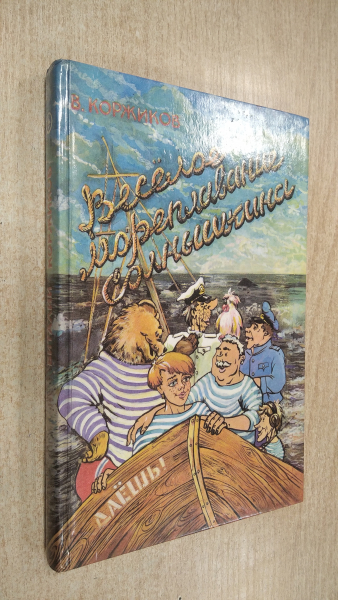 В. КОРЖИКОВ
Весёлое
мореплавание
Солнышкина
ДАЁШЬ!